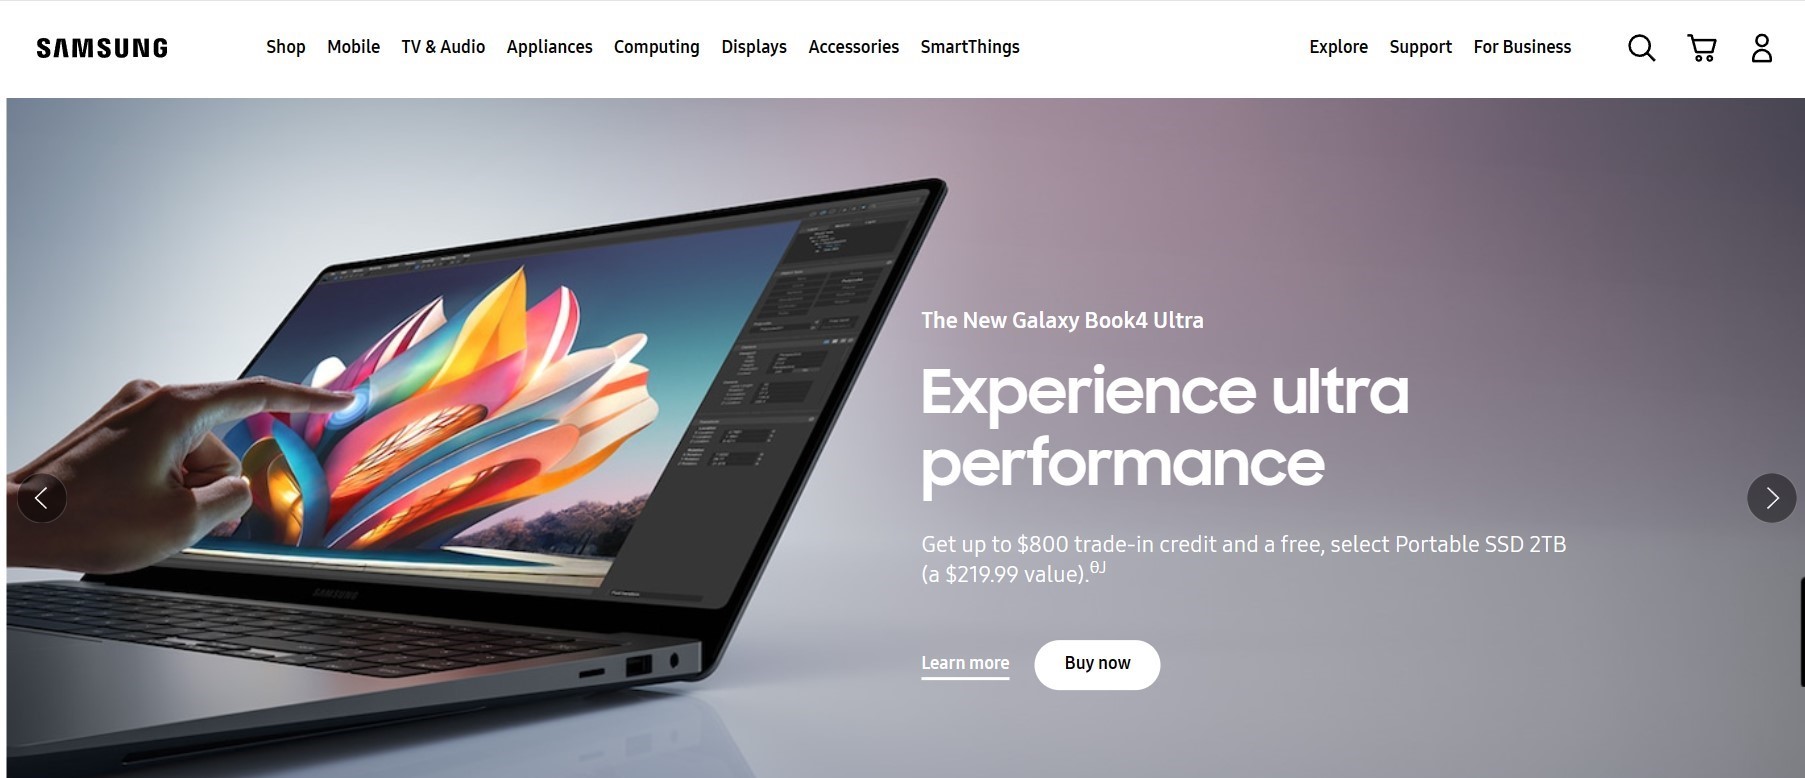 SAMSUNG
Shop Mobile TV & Audio Appliances Computing Displays Accessories SmartThings Explore Support For Business
The New Galaxy Book4 Ultra
Experience ultra
performance
Get up to $800 trade-in credit and a free, select Portable SSD 2TB
(a $219.99 value).θJ
SAMSUNG
Learn more Buy now